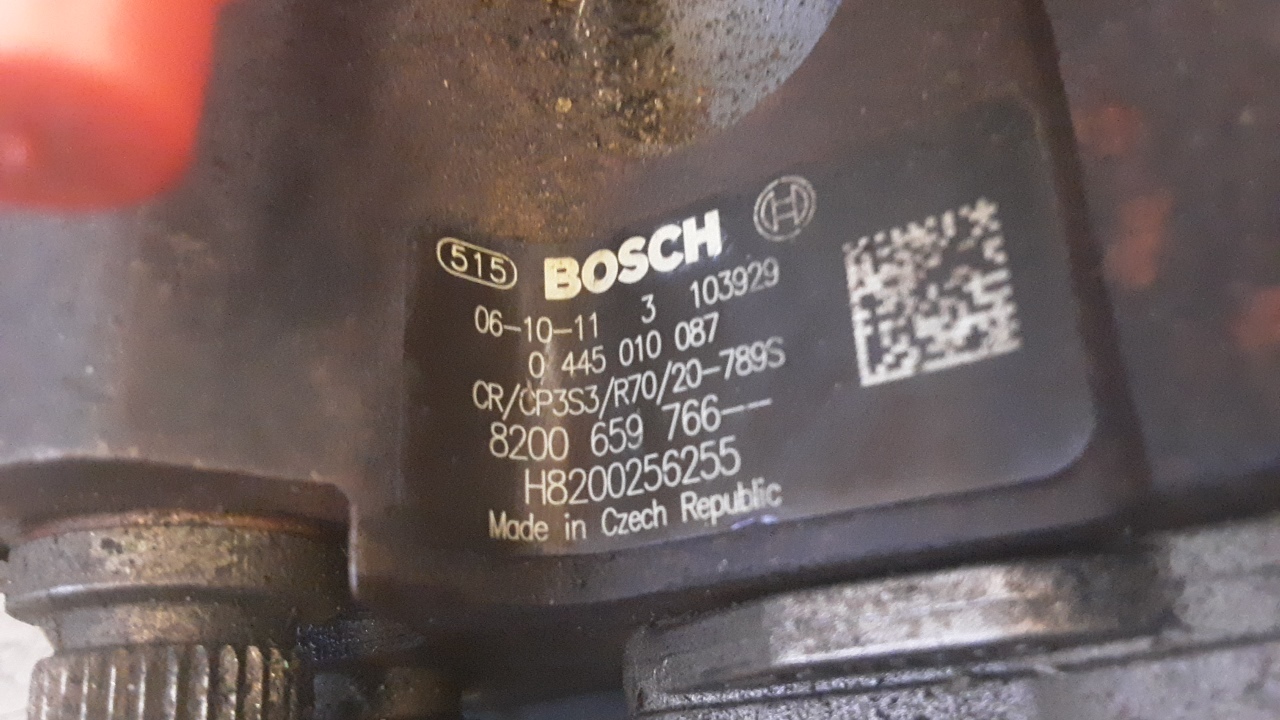 515 BOSCH
06-10-11 3 103929
0 445 010 087
CR/CP3S3/R70/20-789S
8200 659 766--
H8200256255
Made in Czech Republic